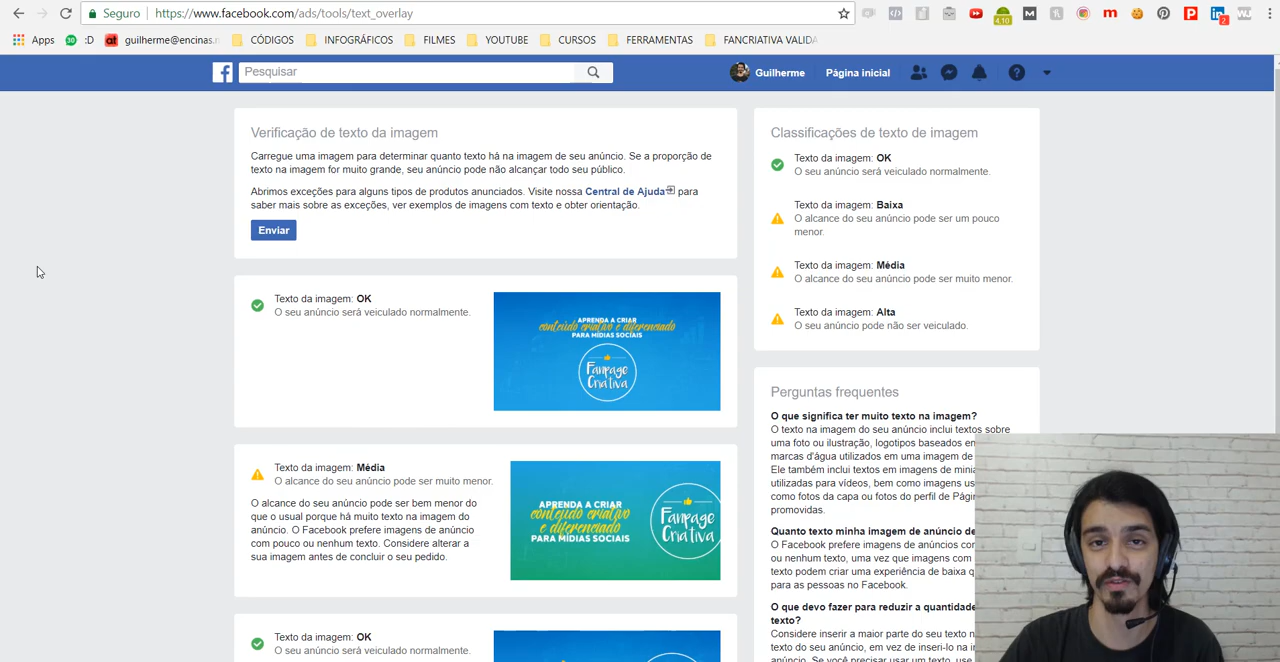 Seguro
https://www.facebook.com/ads/tools/text_overlay
4.10
2
Apps
:D
guilherme@encinas.n
CÓDIGOS
INFOGRÁFICOS
FILMES
YOUTUBE
CURSOS
FERRAMENTAS
FANCRIATIVA VALIDA
Pesquisar
Guilherme
Página inicial
Verificação de texto da imagem
Carregue uma imagem para determinar quanto texto há na imagem de seu anúncio. Se a proporção de
texto na imagem for muito grande, seu anúncio pode não alcançar todo seu público.
Abrimos exceções para alguns tipos de produtos anunciados. Visite nossa Central de Ajuda para
saber mais sobre as exceções, ver exemplos de imagens com texto e obter orientação.
Enviar
Texto da imagem: OK
O seu anúncio será veiculado normalmente.
APRENDA A CRIAR
conteúdo criativo e diferenciado
PARA MÍDIAS SOCIAIS
Fanpage
Criativa
Texto da imagem: Média
O alcance do seu anúncio pode ser muito menor.
O alcance do seu anúncio pode ser bem menor do
que o usual porque há muito texto na imagem do
anúncio. O Facebook prefere imagens de anúncio
com pouco ou nenhum texto. Considere alterar a
sua imagem antes de concluir o seu pedido.
APRENDA A CRIAR
conteúdo criativo
e diferenciado
PARA MÍDIAS SOCIAIS
Fanpage
Criativa
Texto da imagem: OK
O seu anúncio será veiculado normalmente.
Classificações de texto de imagem
Texto da imagem: OK
O seu anúncio será veiculado normalmente.
Texto da imagem: Baixa
O alcance do seu anúncio pode ser um pouco
menor.
Texto da imagem: Média
O alcance do seu anúncio pode ser muito menor.
Texto da imagem: Alta
O seu anúncio pode não ser veiculado.
Perguntas frequentes
O que significa ter muito texto na imagem?
O texto na imagem do seu anúncio inclui textos sobre
uma foto ou ilustração, logotipos baseados em
marcas d'água utilizados em uma imagem de
Ele também inclui textos em imagens de minia
utilizadas para vídeos, bem como imagens us
como fotos da capa ou fotos do perfil de Págin
promovidas.
Quanto texto minha imagem de anúncio de
O Facebook prefere imagens de anúncios con
ou nenhum texto, uma vez que imagens com
texto podem criar uma experiência de baixa q
para as pessoas no Facebook.
O que devo fazer para reduzir a quantidade
texto?
Considere inserir a maior parte do seu texto n
texto do seu anúncio, em vez de inseri-lo na in
anúncio. Se você precisar usar um texto, use